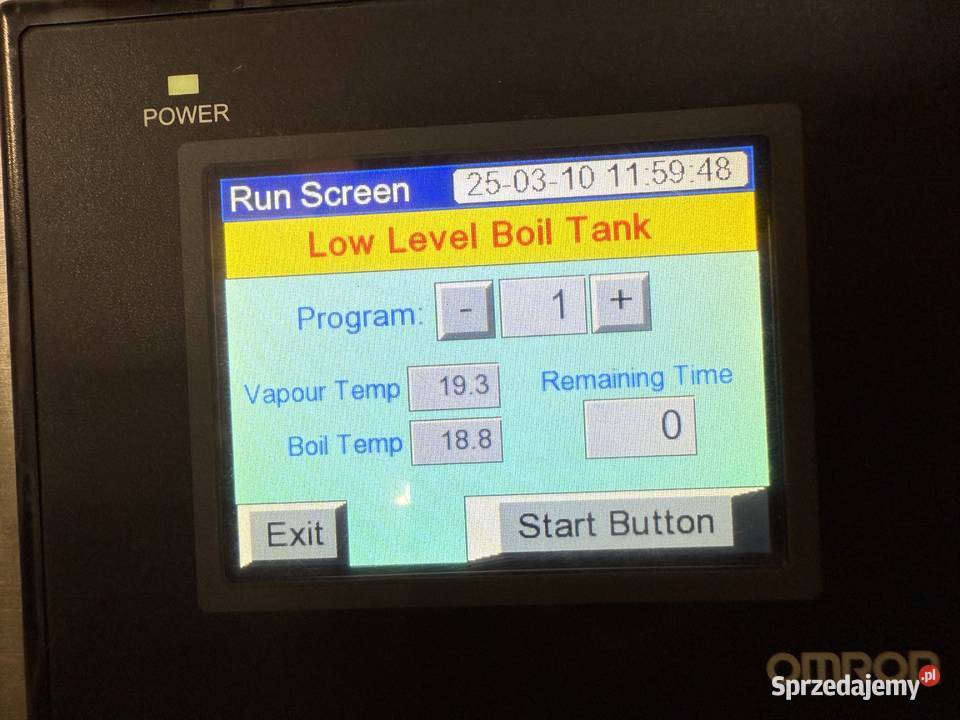 POWER
Run Screen 25-03-10 11:59:48
Low Level Boil Tank
Program: - 1 +
Vapour Temp 19.3 Remaining Time
Boil Temp 18.8 0
Exit Start Button
OMRON
Sprzedajemy.pl